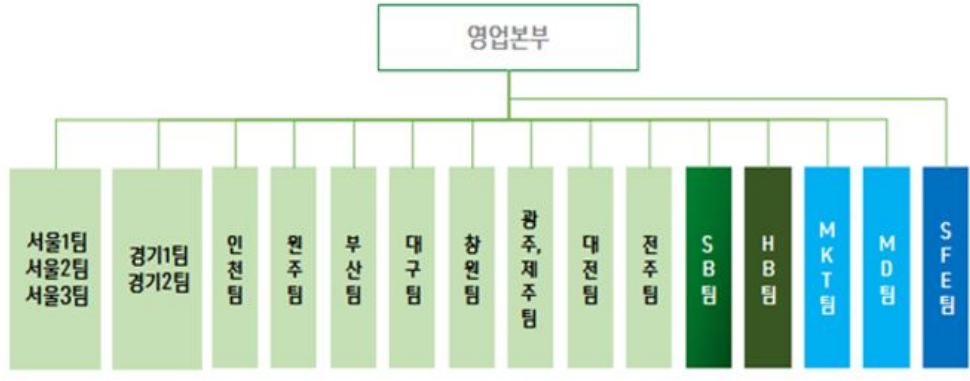 영업본부
서울1팀
서울2팀
서울3팀
경기1팀
경기2팀
인천팀
원주팀
부산팀
대구팀
창원팀
광주,제주팀
대전팀
전주팀
SB팀
HB팀
MKT팀
MD팀
SFE팀